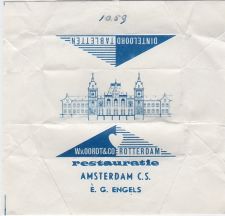 1059
DINTELOORD TABLETTEN
W.V.OORDT & CO ROTTERDAM
restauratie
AMSTERDAM C.S.
E. G. ENGELS